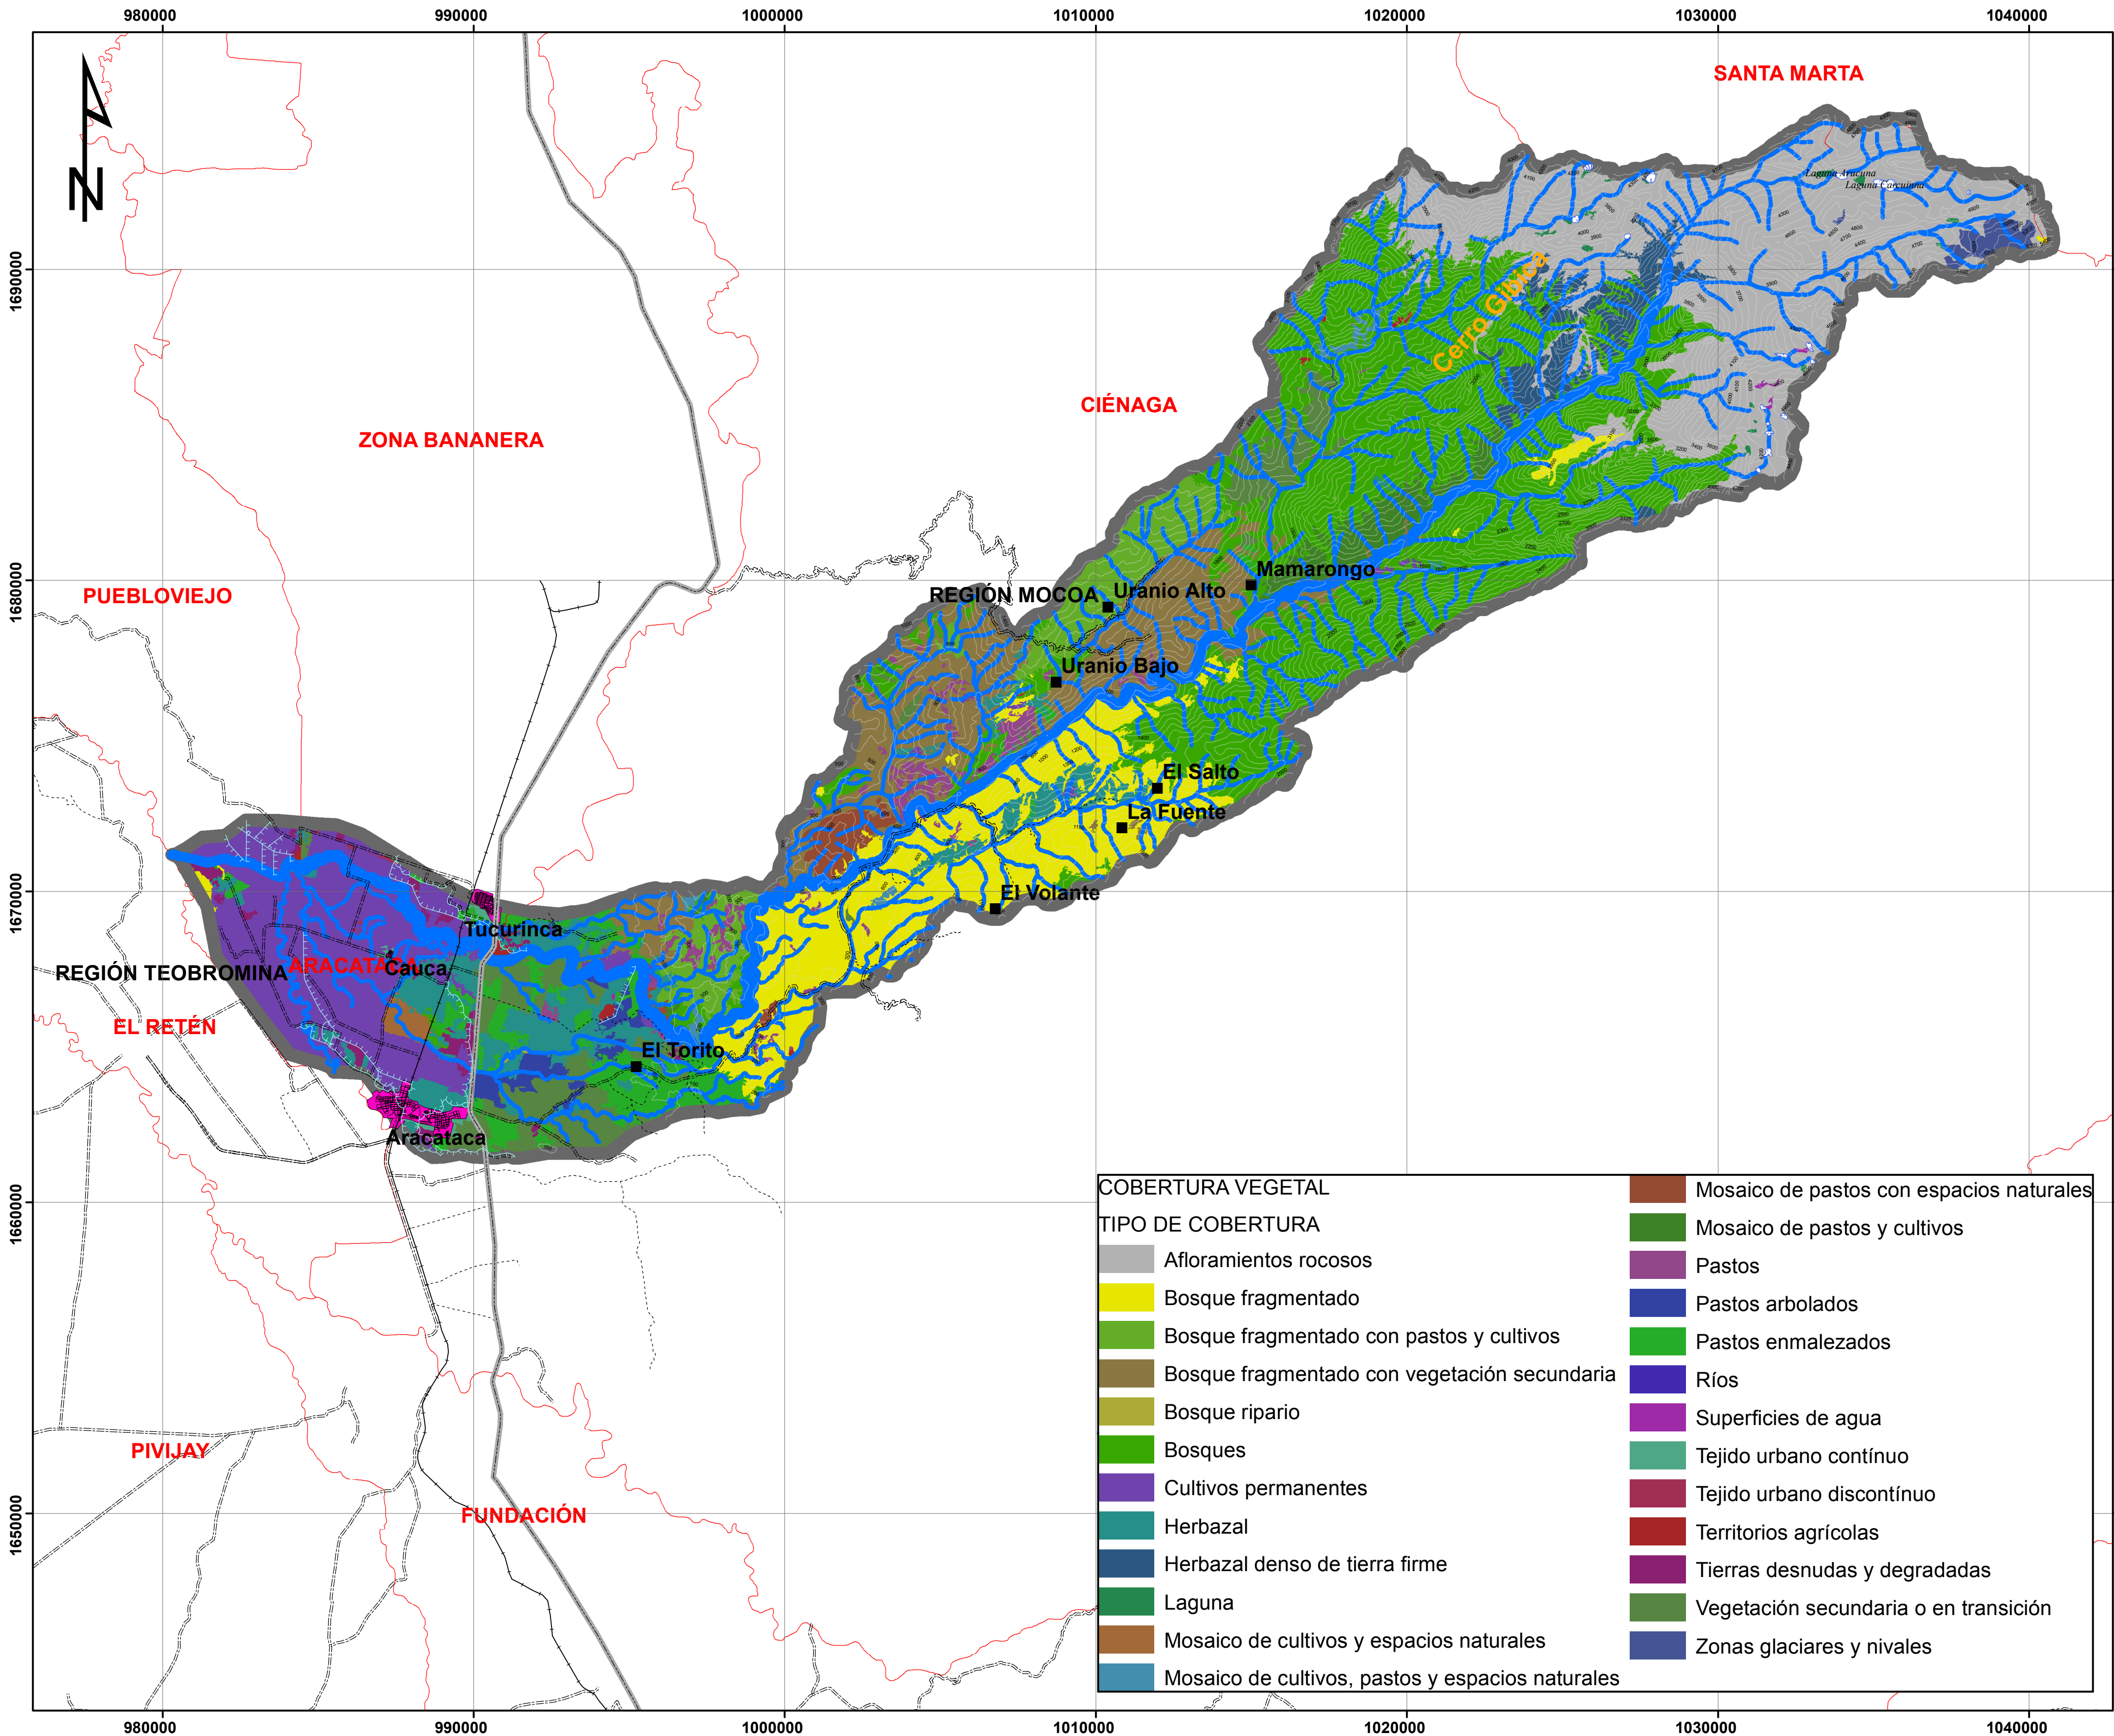 980000 990000 1000000 1010000 1020000 1030000 1040000
SANTA MARTA
Laguna Arucuna
Laguna Carcuinna
1690000
Cerro Gibica
CIÉNAGA
ZONA BANANERA
Mamarongo
1680000
PUEBLOVIEJO
REGIÓN MOCOA
Uranio Alto
Uranio Bajo
El Salto
La Fuente
1670000
El Volante
Tucurinca
REGIÓN TEOBROMINA
ARACATACA
Cauca
EL RETÉN
El Torito
Aracataca
1660000
PIVIJAY
1650000
FUNDACIÓN
COBERTURA VEGETAL
TIPO DE COBERTURA
Afloramientos rocosos
Bosque fragmentado
Bosque fragmentado con pastos y cultivos
Bosque fragmentado con vegetación secundaria
Bosque ripario
Bosques
Cultivos permanentes
Herbazal
Herbazal denso de tierra firme
Laguna
Mosaico de cultivos y espacios naturales
Mosaico de cultivos, pastos y espacios naturales
Mosaico de pastos con espacios naturales
Mosaico de pastos y cultivos
Pastos
Pastos arbolados
Pastos enmalezados
Ríos
Superficies de agua
Tejido urbano contínuo
Tejido urbano discontínuo
Territorios agrícolas
Tierras desnudas y degradadas
Vegetación secundaria o en transición
Zonas glaciares y nivales
N
980000 990000 1000000 1010000 1020000 1030000 1040000